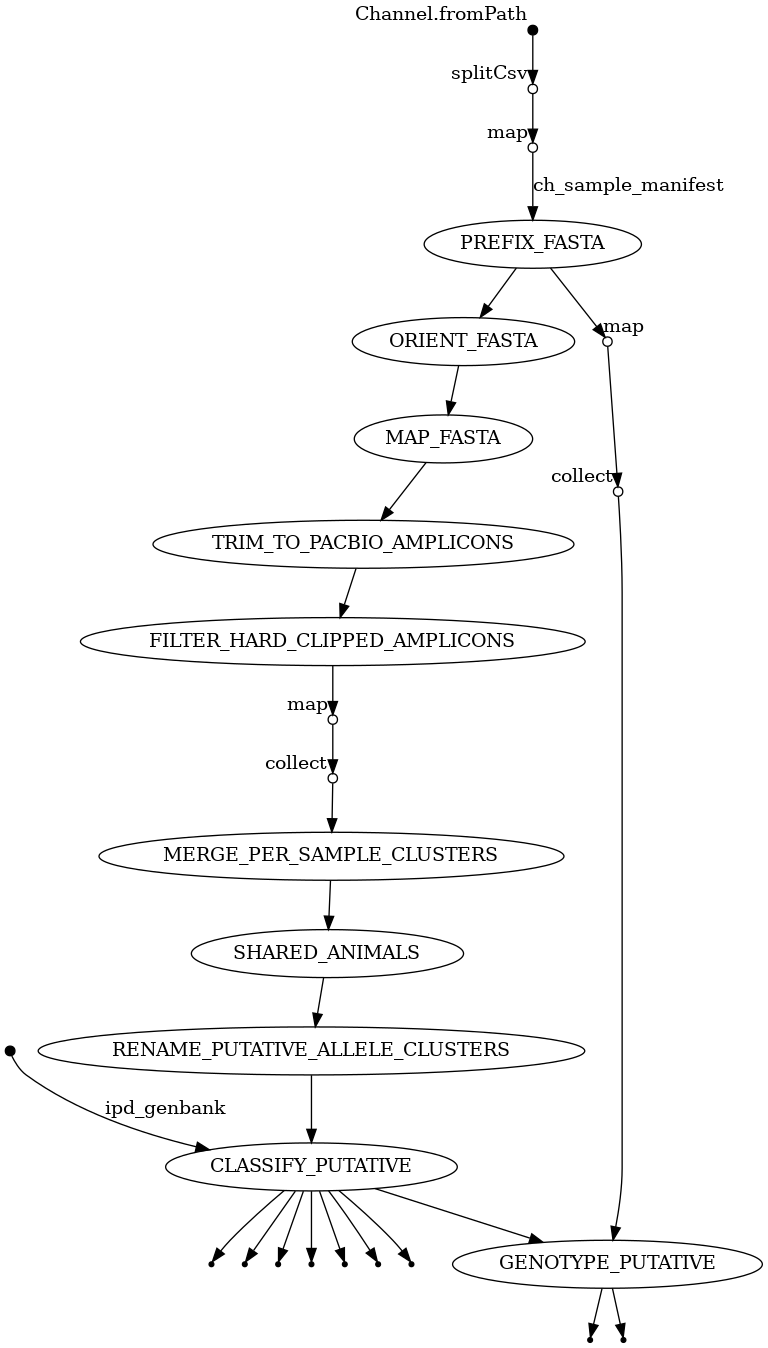 Channel.fromPath
splitCsv
map
ch_sample_manifest
PREFIX_FASTA
map
ORIENT_FASTA
MAP_FASTA
collect
TRIM_TO_PACBIO_AMPLICONS
FILTER_HARD_CLIPPED_AMPLICONS
map
collect
MERGE_PER_SAMPLE_CLUSTERS
SHARED_ANIMALS
RENAME_PUTATIVE_ALLELE_CLUSTERS
ipd_genbank
CLASSIFY_PUTATIVE
GENOTYPE_PUTATIVE